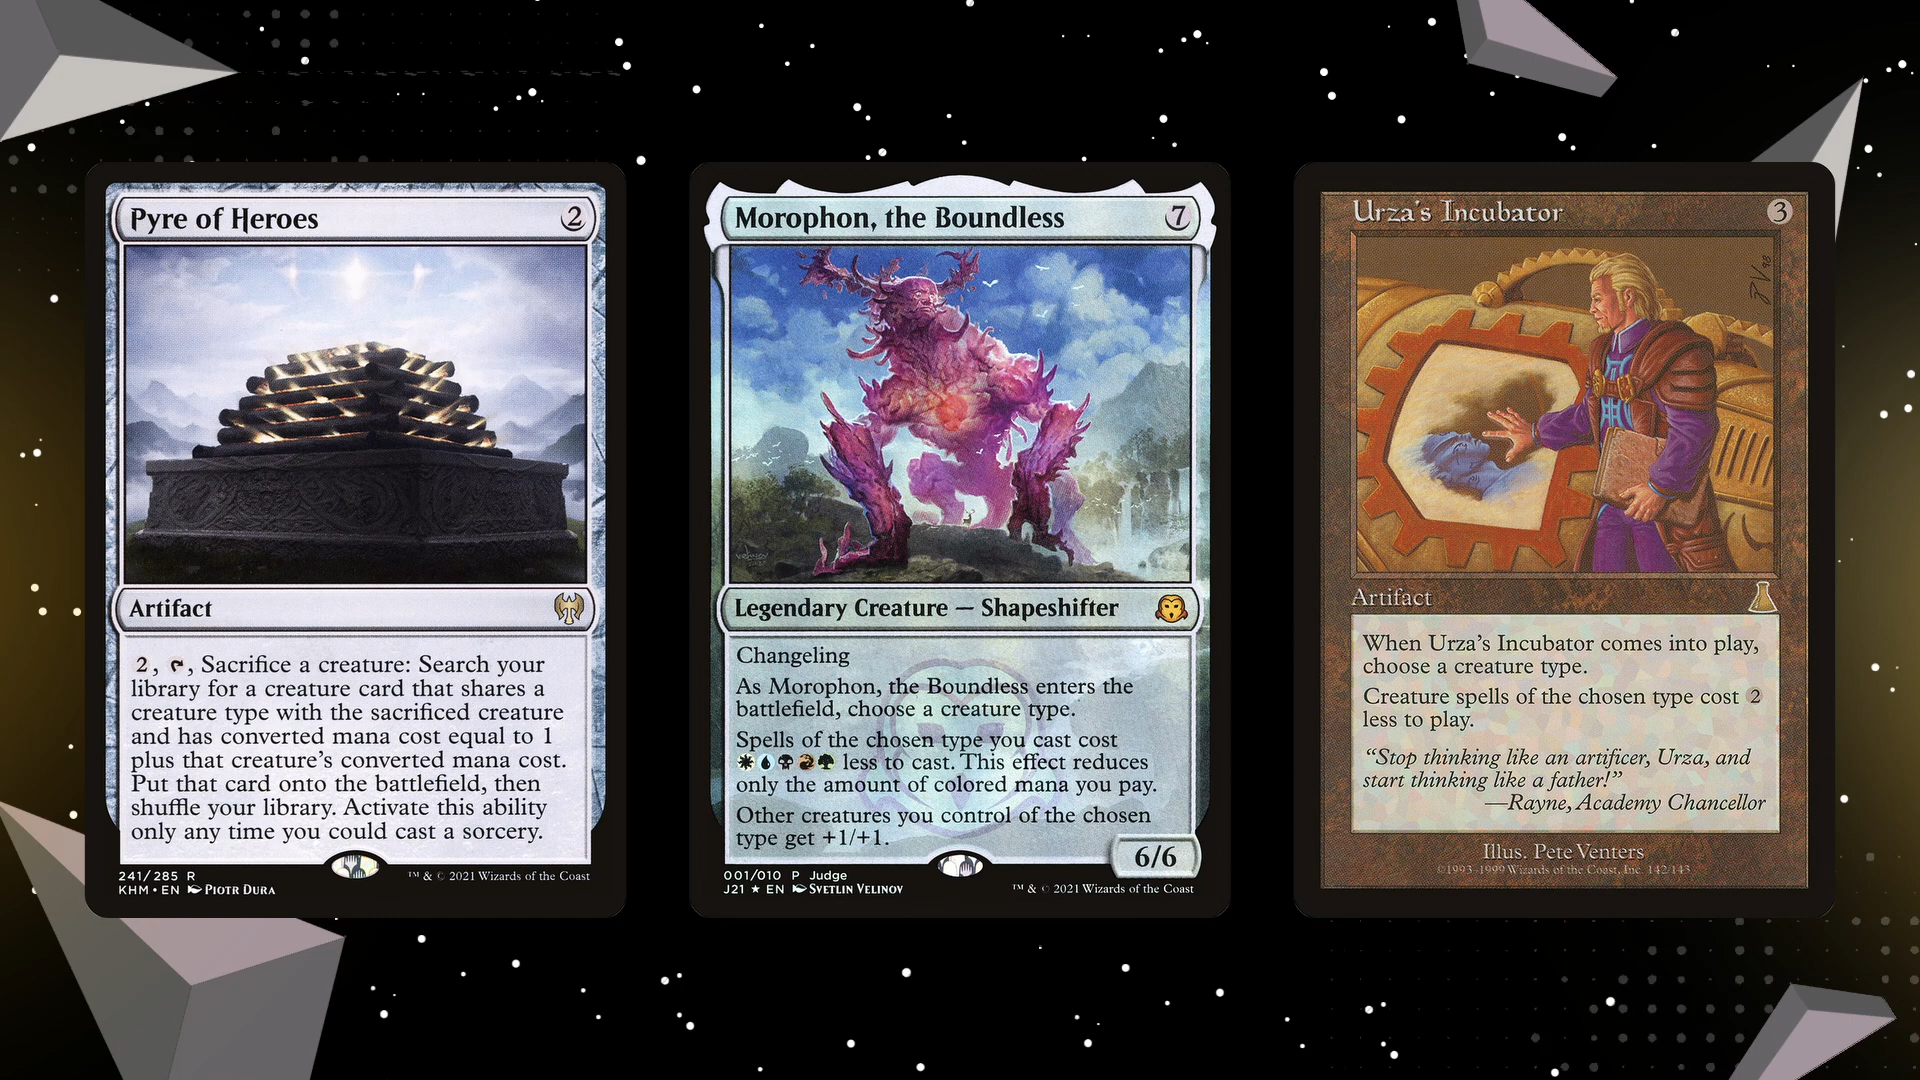 Pyre of Heroes 2
Artifact
2, , Sacrifice a creature: Search your
library for a creature card that shares a
creature type with the sacrificed creature
and has converted mana cost equal to 1
plus that creature's converted mana cost.
Put that card onto the battlefield, then
shuffle your library. Activate this ability
only any time you could cast a sorcery.
241/285 R
KHM • EN Piotr Dura
™ & © 2021 Wizards of the Coast
Morophon, the Boundless 7
Legendary Creature — Shapeshifter
Changeling
As Morophon, the Boundless enters the
battlefield, choose a creature type.
Spells of the chosen type you cast cost
less to cast. This effect reduces
only the amount of colored mana you pay.
Other creatures you control of the chosen
type get +1/+1.
6/6
001/010 P Judge
J21 ★ EN Svetlin Velinov
™ & © 2021 Wizards of the Coast
Urza's Incubator 3
Artifact
When Urza's Incubator comes into play,
choose a creature type.
Creature spells of the chosen type cost 2
less to play.
“Stop thinking like an artificer, Urza, and
start thinking like a father!”
—Rayne, Academy Chancellor
Illus. Pete Venters
©1993-1999 Wizards of the Coast, Inc. 142/143